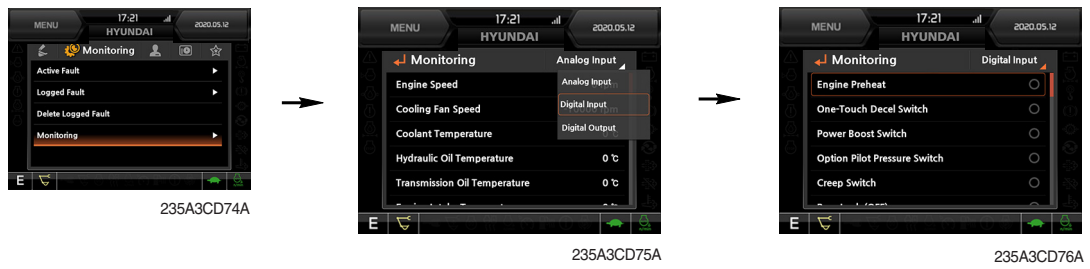 MENU
17:21
2020.05.12
HYUNDAI
Monitoring
Active Fault
Logged Fault
Delete Logged Fault
Monitoring
E
235A3CD74A
MENU
17:21
2020.05.12
HYUNDAI
Monitoring
Analog Input
Engine Speed
Analog Input
Cooling Fan Speed
Digital Input
Coolant Temperature
Digital Output
Hydraulic Oil Temperature 0 ℃
Transmission Oil Temperature 0 ℃
E
235A3CD75A
MENU
17:21
2020.05.12
HYUNDAI
Monitoring
Digital Input
Engine Preheat
One-Touch Decel Switch
Power Boost Switch
Option Pilot Pressure Switch
Creep Switch
E
235A3CD76A